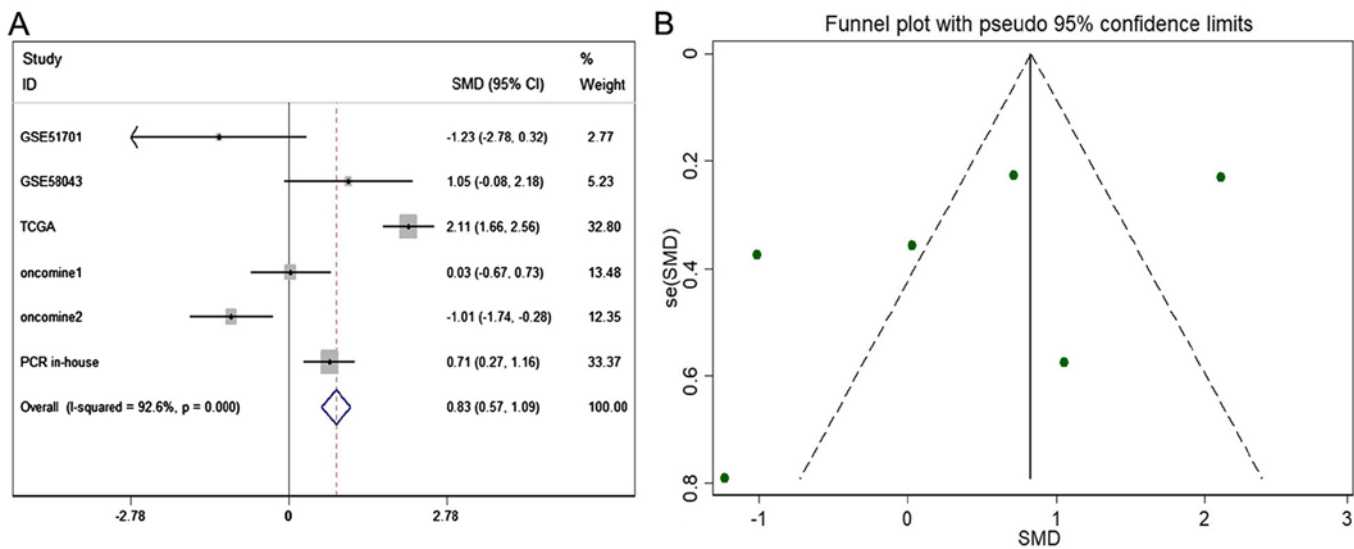 A
Study
%
ID
SMD (95% CI)
Weight
GSE51701
-1.23 (-2.78, 0.32)
2.77
GSE58043
1.05 (-0.08, 2.18)
5.23
TCGA
2.11 (1.66, 2.56)
32.80
oncomine1
0.03 (-0.67, 0.73)
13.48
oncomine2
-1.01 (-1.74, -0.28)
12.35
PCR in-house
0.71 (0.27, 1.16)
33.37
Overall (I-squared = 92.6%, p = 0.000)
0.83 (0.57, 1.09)
100.00
-2.78
0
2.78
B
Funnel plot with pseudo 95% confidence limits
se(SMD)
0
0.2
0.4
0.6
0.8
-1
0
1
2
3
SMD